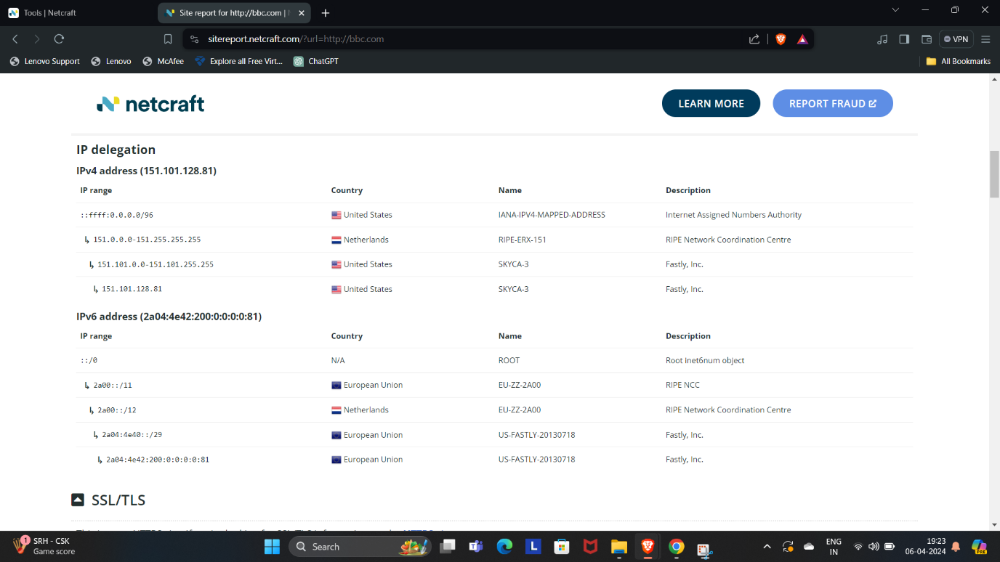 Tools | Netcraft
Site report for http://bbc.com |
sitereport.netcraft.com/?url=http://bbc.com
VPN
Lenovo Support
Lenovo
McAfee
Explore all Free Virt...
ChatGPT
All Bookmarks
netcraft
LEARN MORE
REPORT FRAUD
IP delegation
IPv4 address (151.101.128.81)
IP range Country Name Description
::ffff:0.0.0.0/96 United States IANA-IPV4-MAPPED-ADDRESS Internet Assigned Numbers Authority
↳ 151.0.0.0-151.255.255.255 Netherlands RIPE-ERX-151 RIPE Network Coordination Centre
↳ 151.101.0.0-151.101.255.255 United States SKYCA-3 Fastly, Inc.
↳ 151.101.128.81 United States SKYCA-3 Fastly, Inc.
IPv6 address (2a04:4e42:200:0:0:0:0:81)
IP range Country Name Description
::/0 N/A ROOT Root inet6num object
↳ 2a00::/11 European Union EU-ZZ-2A00 RIPE NCC
↳ 2a00::/12 Netherlands EU-ZZ-2A00 RIPE Network Coordination Centre
↳ 2a04:4e40::/29 European Union US-FASTLY-20130718 Fastly, Inc.
↳ 2a04:4e42:200:0:0:0:0:81 European Union US-FASTLY-20130718 Fastly, Inc.
SSL/TLS
1
SRH - CSK
Game score
Search
L
ENG
IN
19:23
06-04-2024
PRE